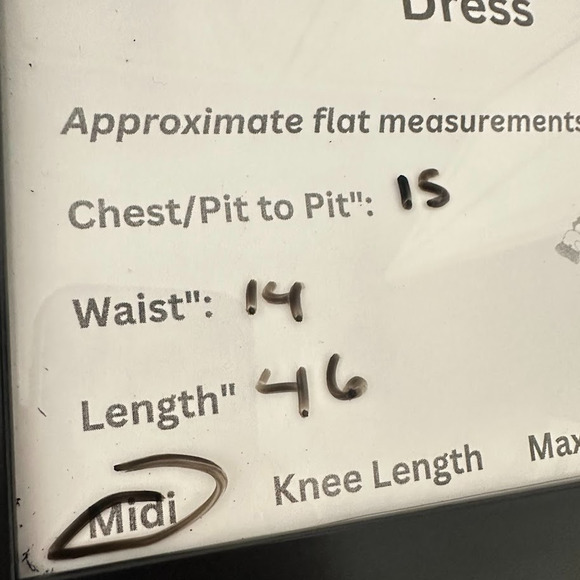 Dress
Approximate flat measurements
Chest/Pit to Pit": 15
Waist": 14
Length" 46
Midi Knee Length Max